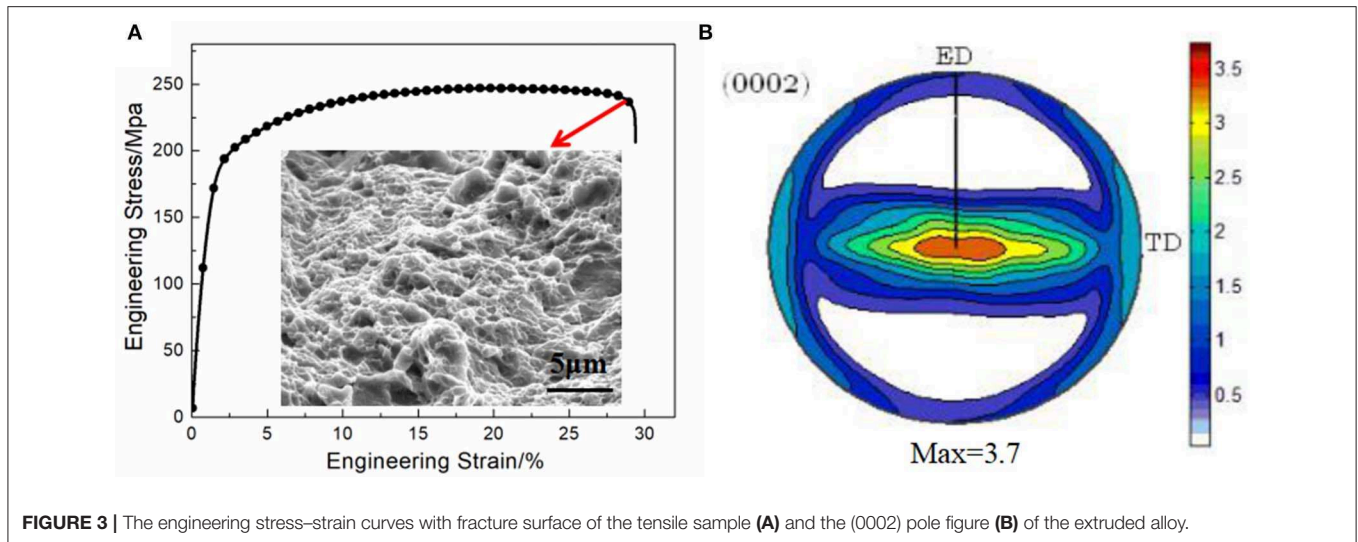 A
Engineering Stress/Mpa
250
200
150
100
50
0
0 5 10 15 20 25 30
Engineering Strain/%
5μm
B
(0002)
ED
TD
3.5
3
2.5
2
1.5
1
0.5
Max=3.7
FIGURE 3 | The engineering stress–strain curves with fracture surface of the tensile sample (A) and the (0002) pole figure (B) of the extruded alloy.